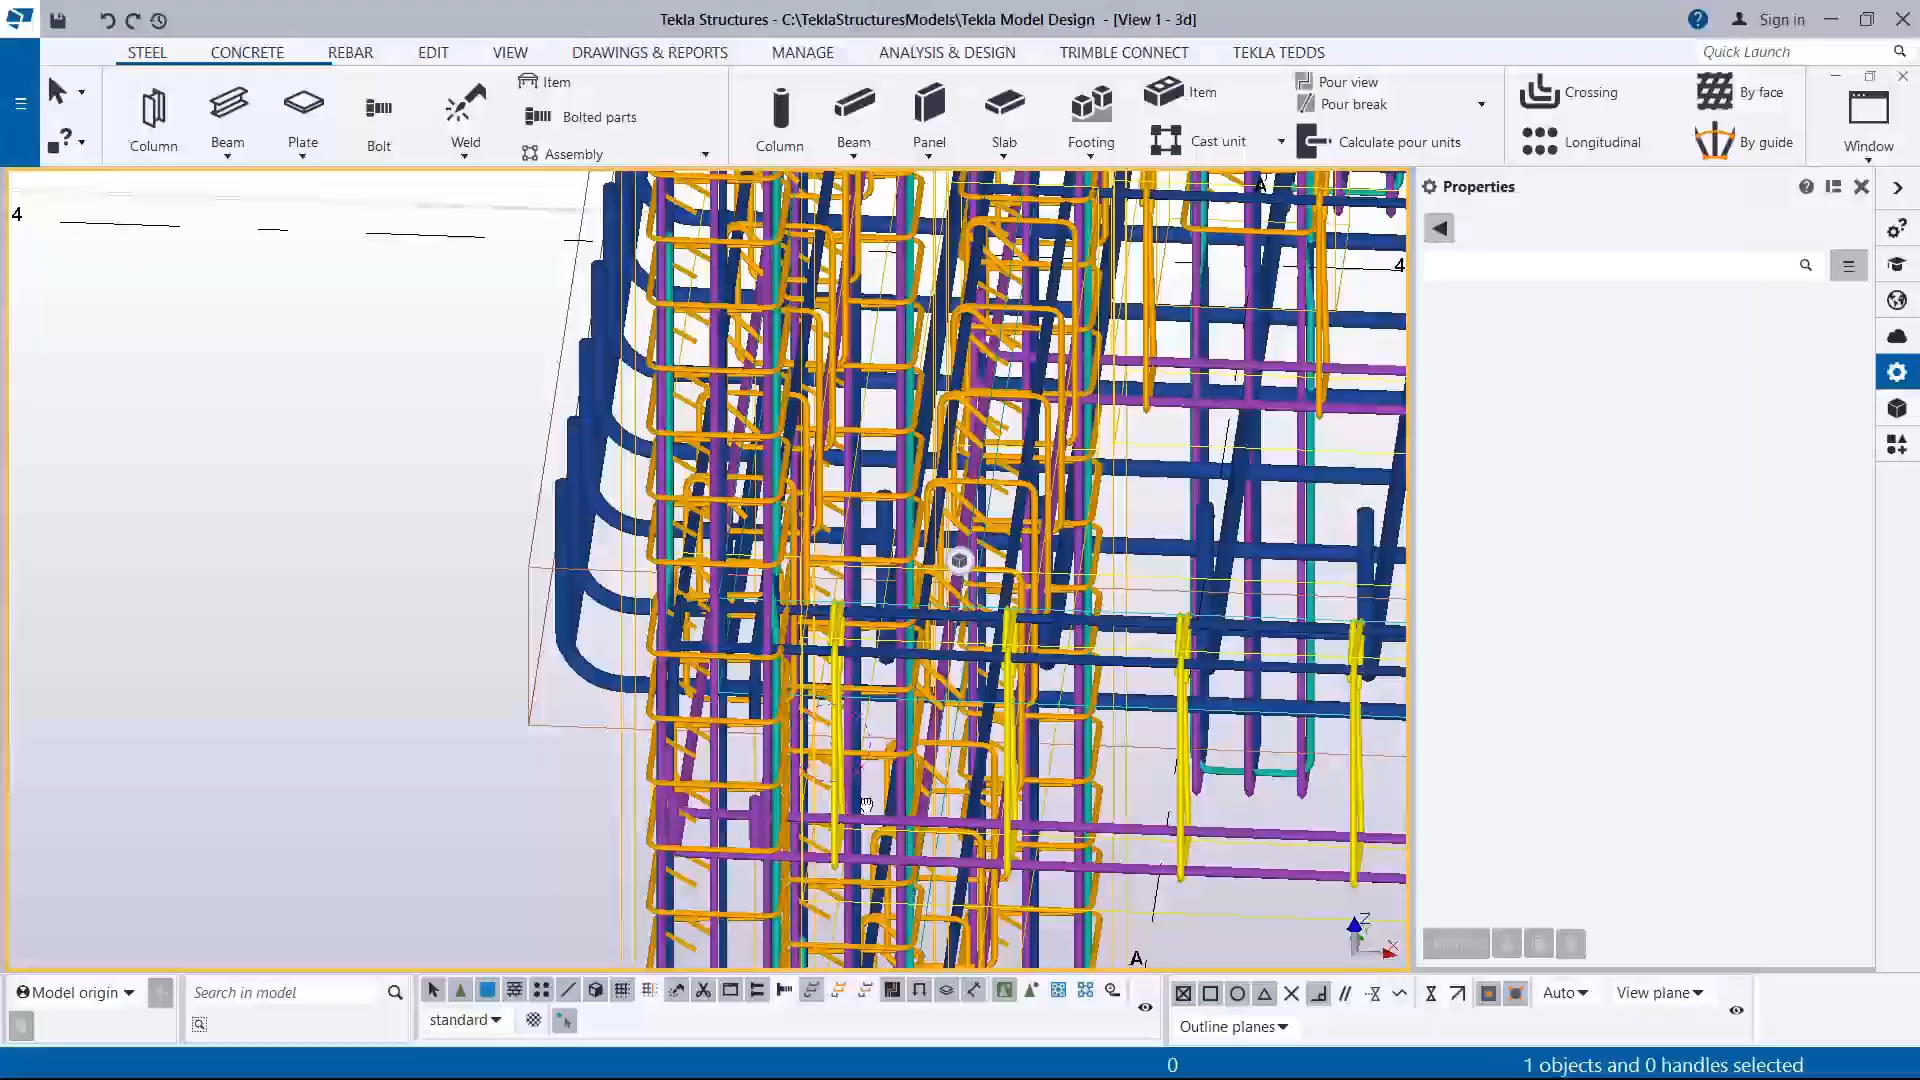 Tekla Structures - C:\TeklaStructuresModels\Tekla Model Design - [View 1 - 3d]
Sign in
STEEL CONCRETE REBAR EDIT VIEW DRAWINGS & REPORTS MANAGE ANALYSIS & DESIGN TRIMBLE CONNECT TEKLA TEDDS
Quick Launch
Item
Bolted parts
Assembly
Column Beam Plate Bolt Weld
Column Beam Panel Slab Footing
Item
Cast unit
Pour view
Pour break
Calculate pour units
Crossing
Longitudinal
By face
By guide
Window
Properties
4
A
4
A
Z
X
Model origin
Search in model
standard
Auto
View plane
Outline planes
0
1 objects and 0 handles selected